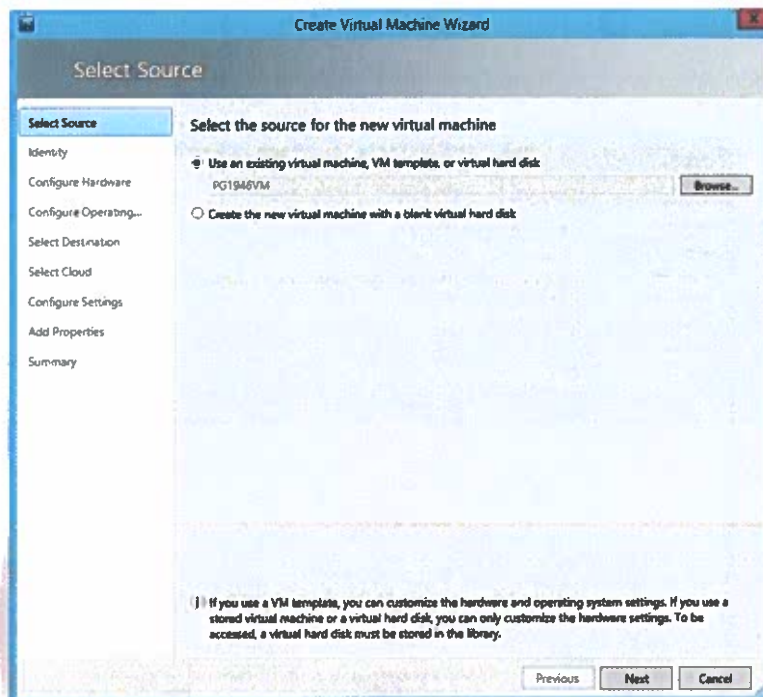 Create Virtual Machine Wizard
X
Select Source
Select Source
Identity
Configure Hardware
Configure Operating...
Select Destination
Select Cloud
Configure Settings
Add Properties
Summary
Select the source for the new virtual machine
Use an existing virtual machine, VM template, or virtual hard disk
PG1946VM
Browse...
Create the new virtual machine with a blank virtual hard disk
If you use a VM template, you can customize the hardware and operating system settings. If you use a
stored virtual machine or a virtual hard disk, you can only customize the hardware settings. To be
accessed, a virtual hard disk must be stored in the library.
Previous
Next
Cancel